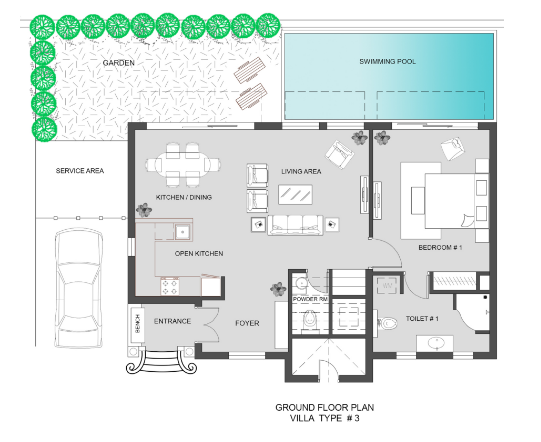 GARDEN
SWIMMING POOL
SERVICE AREA
LIVING AREA
KITCHEN / DINING
BEDROOM # 1
OPEN KITCHEN
POWDER RM
BENCH
ENTRANCE
FOYER
TOILET # 1
GROUND FLOOR PLAN
VILLA TYPE # 3